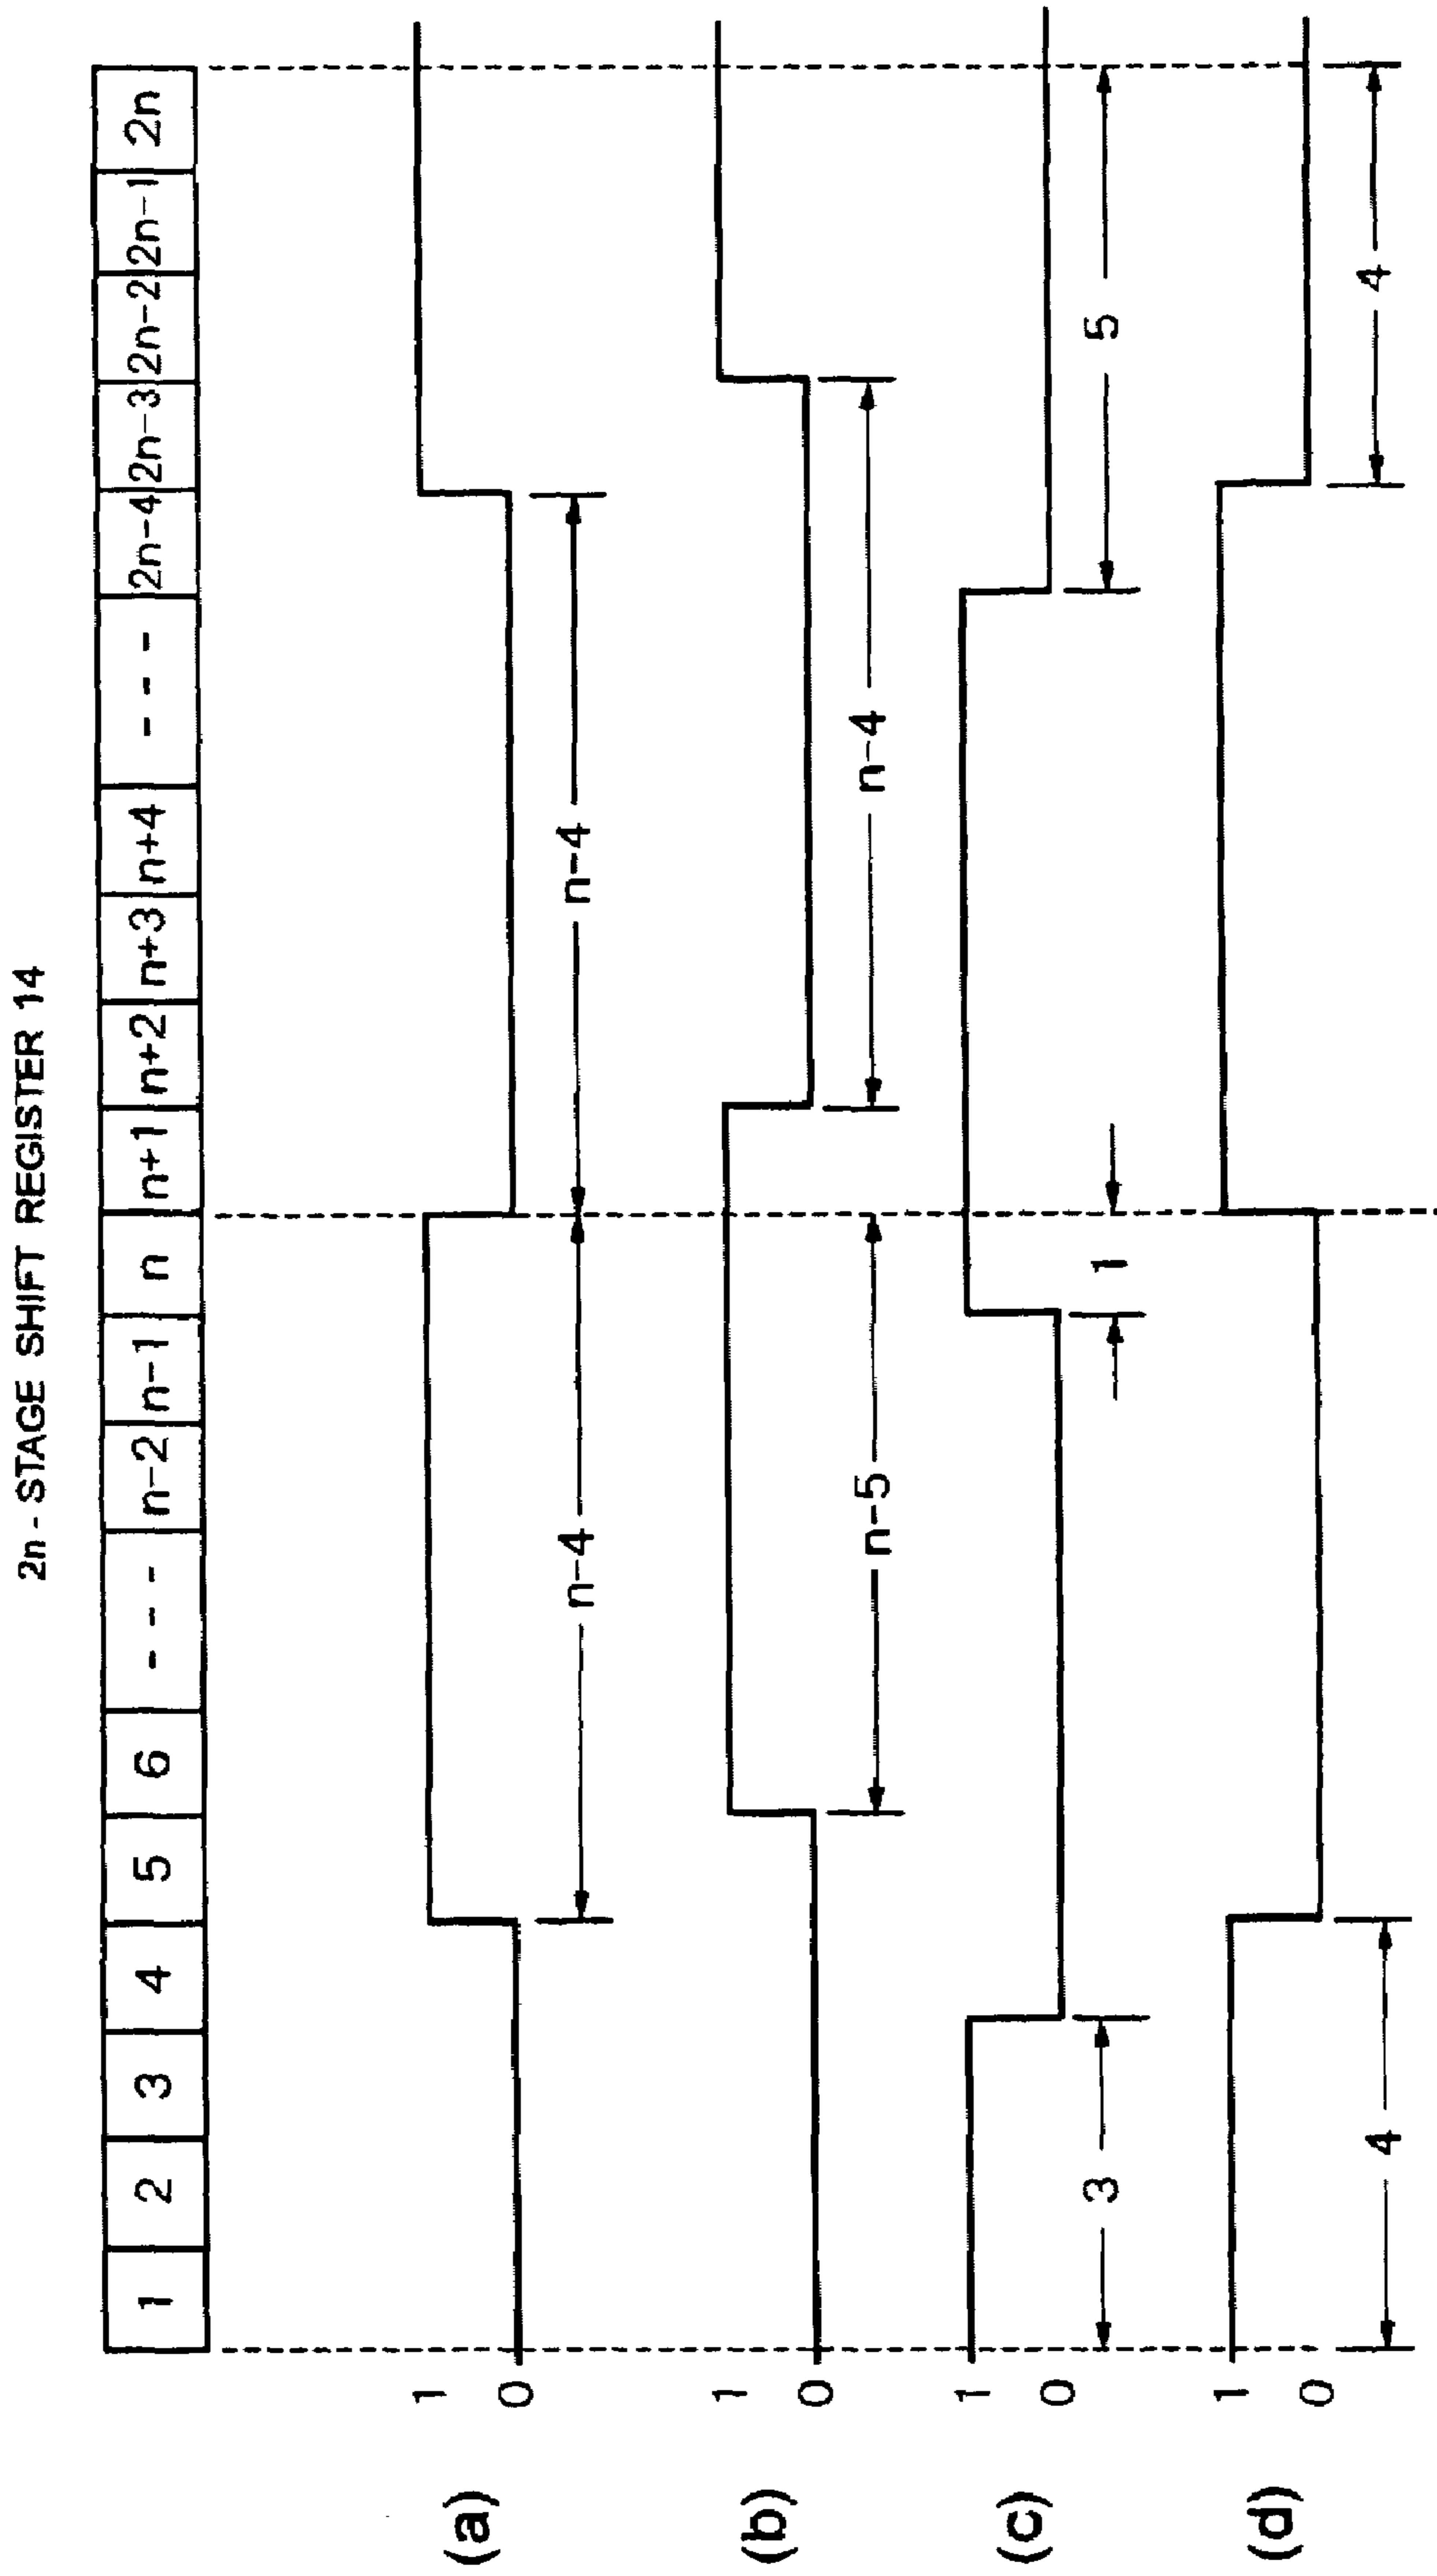 2n - STAGE SHIFT REGISTER 14
1 2 3 4 5 6 --- n-2 n-1 n n+1 n+2 n+3 n+4 --- 2n-4 2n-3 2n-2 2n-1 2n
(a)
1
0
n-4 n-4
(b)
1
0
n-5 n-4
(c)
1
0
3 1 5
(d)
1
0
4 4